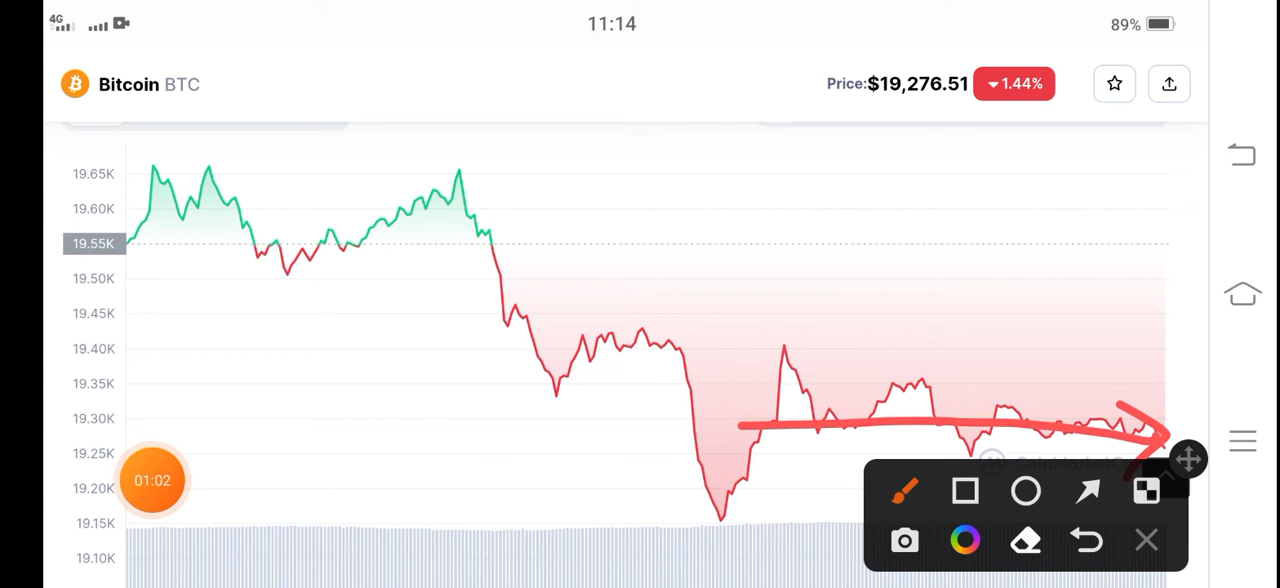 4G
11:14
89%
Bitcoin BTC
Price:$19,276.51 1.44%
19.65K
19.60K
19.55K
19.50K
19.45K
19.40K
19.35K
19.30K
19.25K
01:02
19.20K
19.15K
19.10K